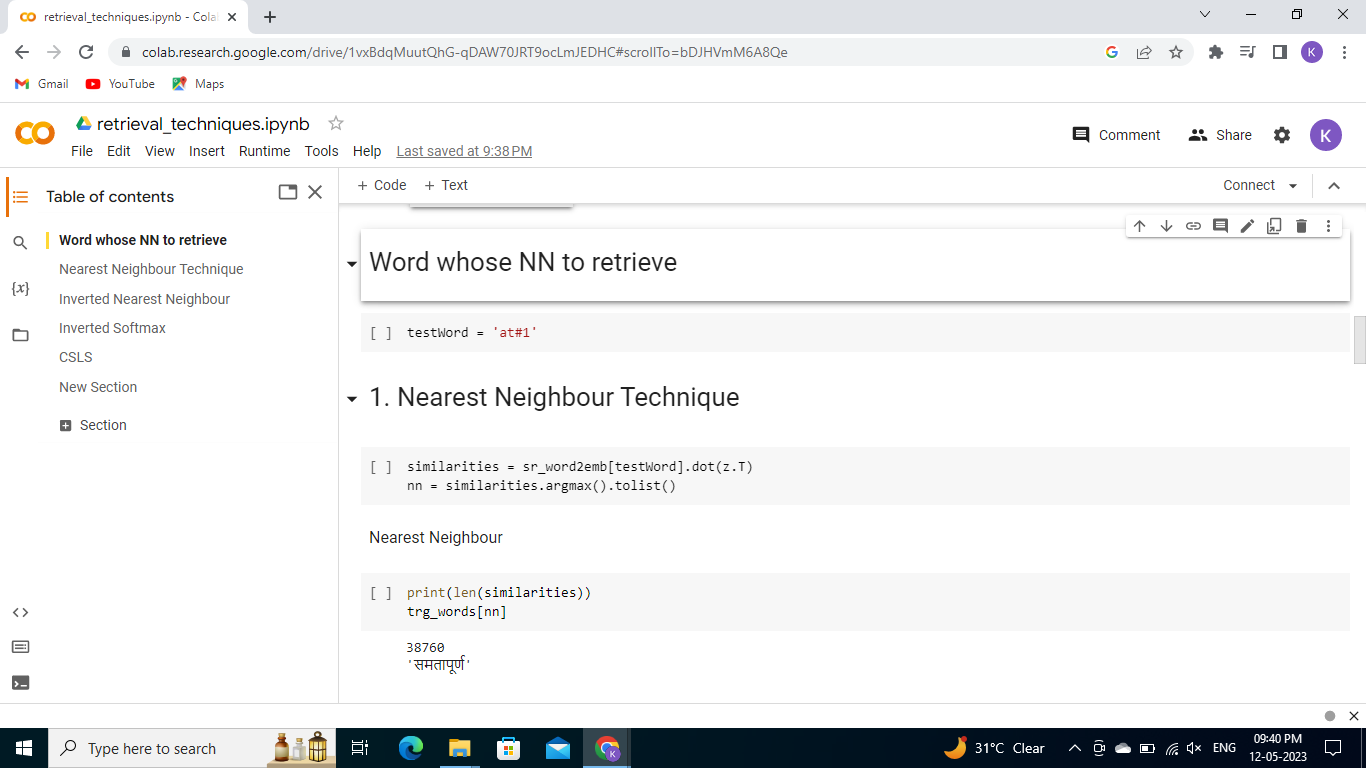 retrieval_techniques.ipynb - Cola
colab.research.google.com/drive/1vxBdqMuutQhG-qDAW70JRT9ocLmJEDHC#scrollTo=bDJHVmM6A8Qe
K
Gmail YouTube Maps
retrieval_techniques.ipynb
File Edit View Insert Runtime Tools Help Last saved at 9:38 PM
Comment Share K
Table of contents
Word whose NN to retrieve
Nearest Neighbour Technique
Inverted Nearest Neighbour
Inverted Softmax
CSLS
New Section
Section
{x}
+ Code + Text Connect
Word whose NN to retrieve
[ ] testWord = 'at#1'
1. Nearest Neighbour Technique
[ ] similarities = sr_word2emb[testWord].dot(z.T)
nn = similarities.argmax().tolist()
Nearest Neighbour
[ ] print(len(similarities))
trg_words[nn]
38760
'समतापूर्ण'
Type here to search
K
31°C Clear
ENG
09:40 PM
12-05-2023